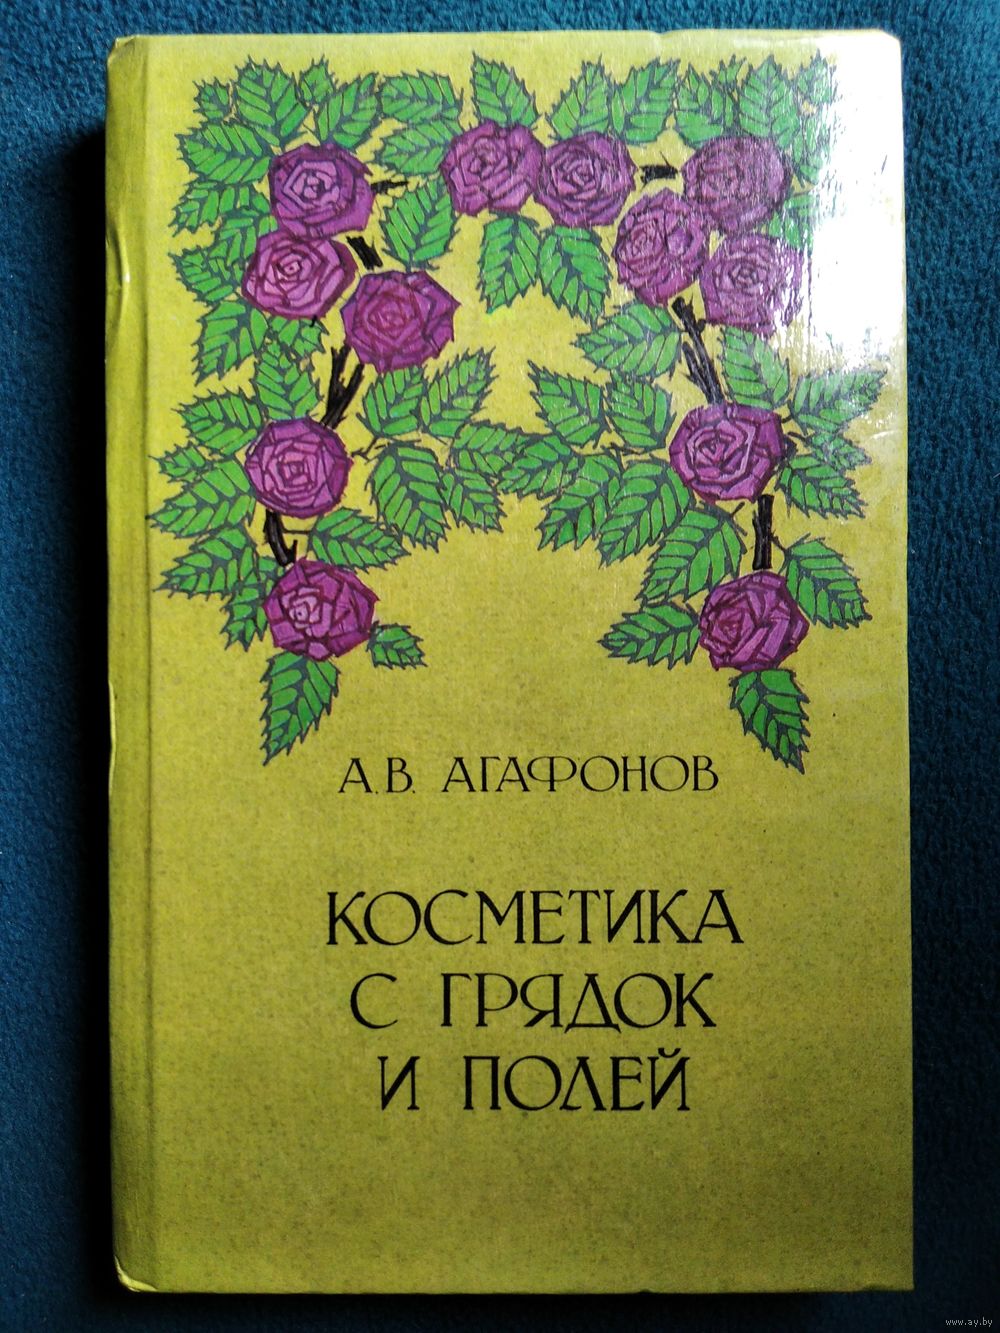 А.В. АГАФОНОВ
КОСМЕТИКА
С ГРЯДОК
И ПОЛЕЙ
www.ay.by